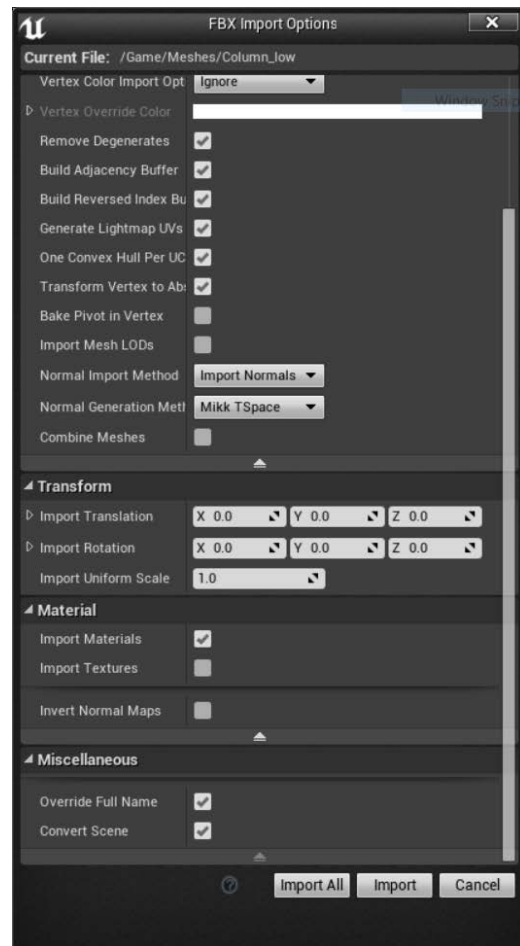 FBX Import Options
Current File: /Game/Meshes/Column_low
Vertex Color Import Opt Ignore
Vertex Override Color
Window Snip
Remove Degenerates
Build Adjacency Buffer
Build Reversed Index Bu
Generate Lightmap UVs
One Convex Hull Per UC
Transform Vertex to Abs
Bake Pivot in Vertex
Import Mesh LODs
Normal Import Method Import Normals
Normal Generation Meth Mikk TSpace
Combine Meshes
Transform
Import Translation X 0.0 Y 0.0 Z 0.0
Import Rotation X 0.0 Y 0.0 Z 0.0
Import Uniform Scale 1.0
Material
Import Materials
Import Textures
Invert Normal Maps
Miscellaneous
Override Full Name
Convert Scene
? Import All Import Cancel